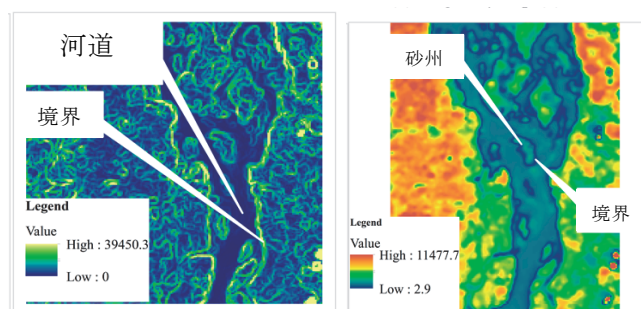 河道
境界
Legend
Value
High : 39450.3
Low : 0
砂州
境界
Legend
Value
High : 11477.7
Low : 2.9